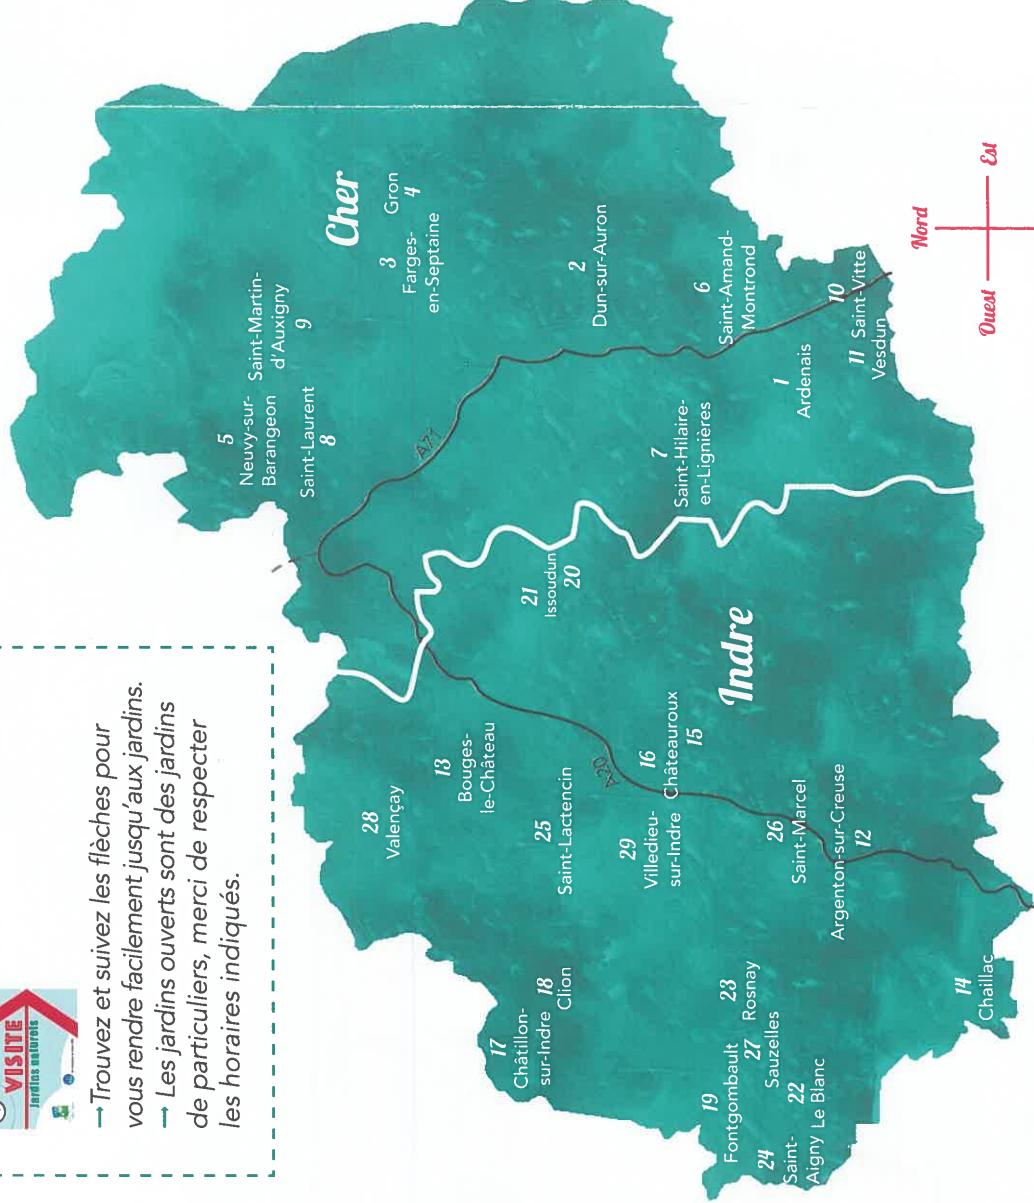 VISITE
Jardins naturels
→ Trouvez et suivez les flèches pour
vous rendre facilement jusqu'aux jardins.
→ Les jardins ouverts sont des jardins
de particuliers, merci de respecter
les horaires indiqués.
Cher
5
Neuvy-sur-
Barangeon
Saint-Martin-
d'Auxigny
9
Saint-Laurent
8
3
Farges-
en-Septaine
Gron
4
2
Dun-sur-Auron
6
Saint-Amand-
Montrond
7
Saint-Hilaire-
en-Lignières
1
Ardenais
10
Saint-Vitte
11
Vesdun
A71
Indre
28
Valençay
13
Bouges-
le-Château
21
Issoudun
20
25
Saint-Lactencin
A20
16
Châteauroux
15
29
Villedieu-
sur-Indre
17
Châtillon-
sur-Indre
18
Clion
26
Saint-Marcel
Argenton-sur-Creuse
12
23
Rosnay
19
Fontgombault
27
Sauzelles
24
Saint-
Aigny
22
Le Blanc
14
Chaillac
Nord
Ouest
Est